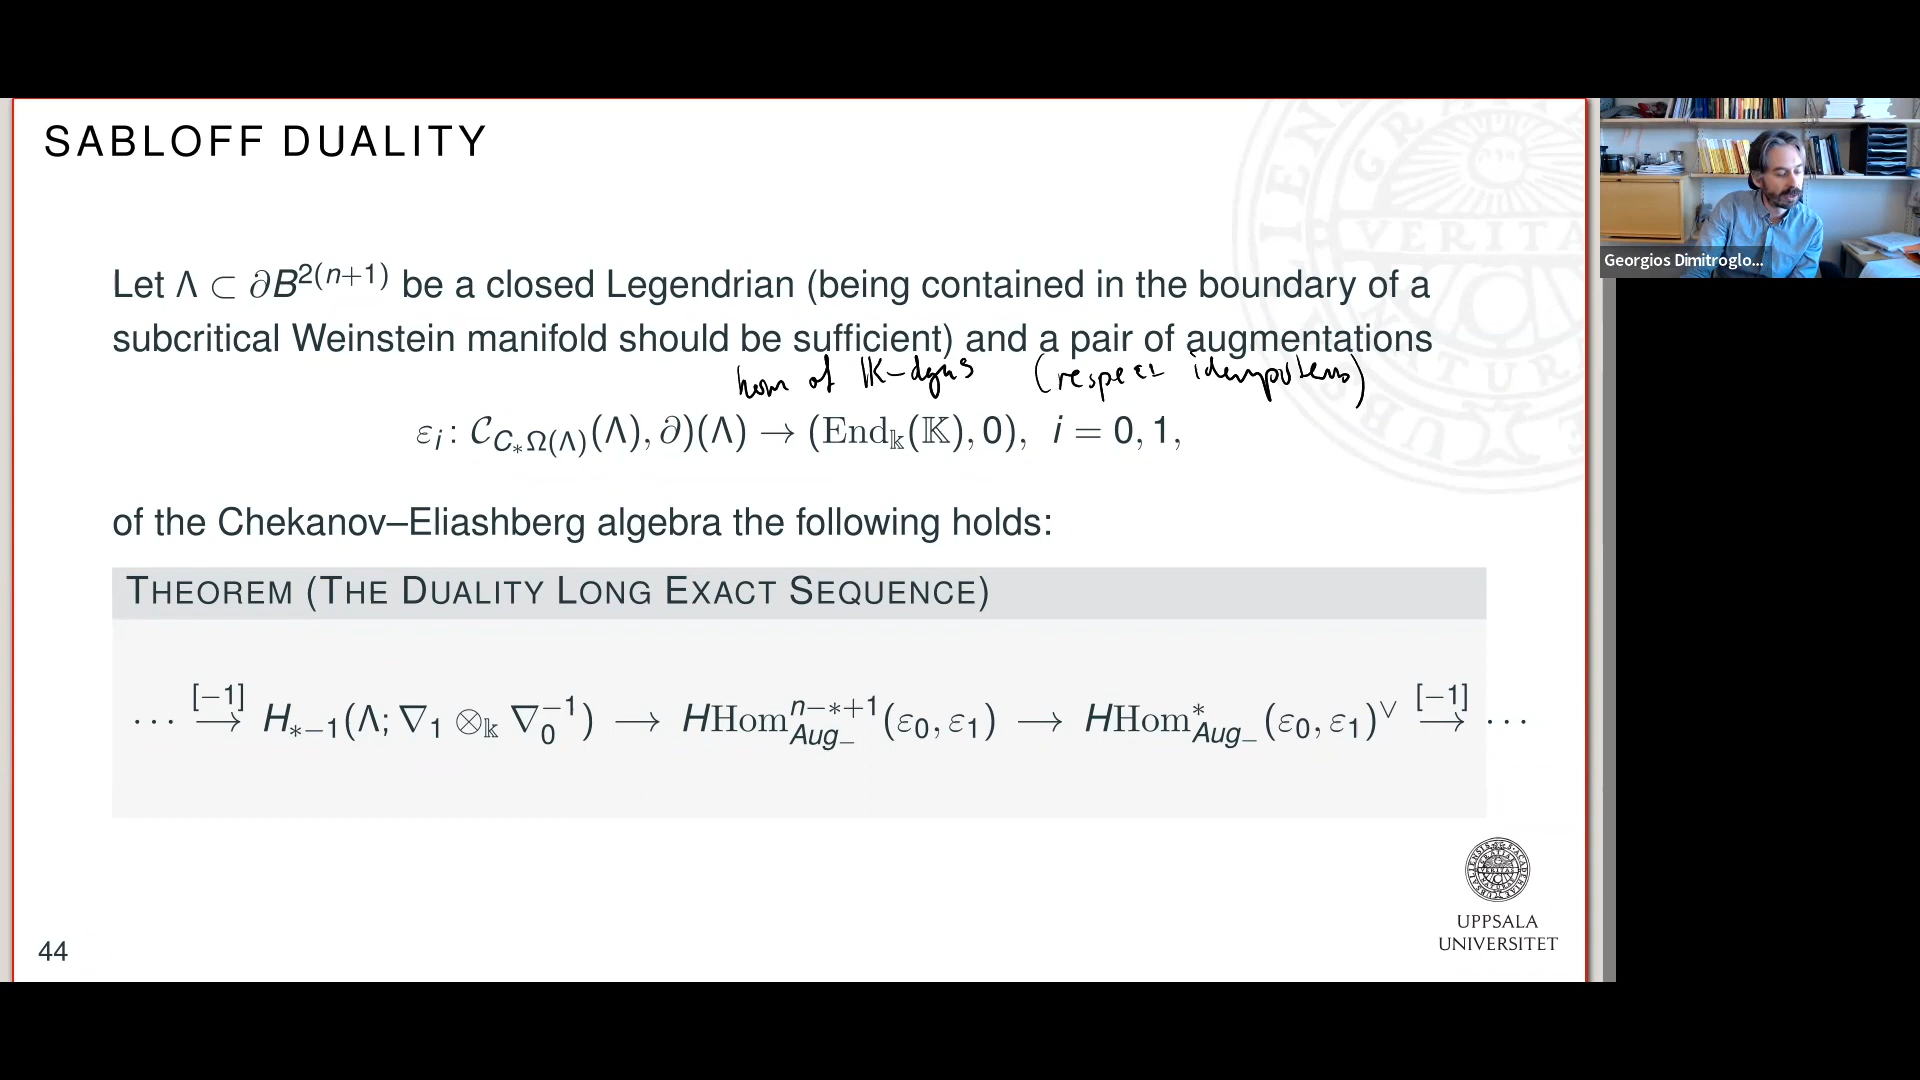 SABLOFF DUALITY
Let Λ ⊂ ∂B^{2(n+1)} be a closed Legendrian (being contained in the boundary of a
subcritical Weinstein manifold should be sufficient) and a pair of augmentations
hom of 𝕜-dgas (respect idempotents)
ε_i : 𝒞_{C_*Ω(Λ)}(Λ), ∂)(Λ) → (End_𝕜(𝕂), 0), i = 0, 1,
of the Chekanov–Eliashberg algebra the following holds:
THEOREM (THE DUALITY LONG EXACT SEQUENCE)
⋯ \xrightarrow{[−1]} H_{*−1}(Λ; ∇_1 ⊗_𝕜 ∇_0^{−1}) ⟶ HHom^{n−*+1}_{Aug_−}(ε_0, ε_1) ⟶ HHom^*_{Aug_−}(ε_0, ε_1)^∨ \xrightarrow{[−1]} ⋯
44
UPPSALA
UNIVERSITET
Georgios Dimitroglo...
VERITA